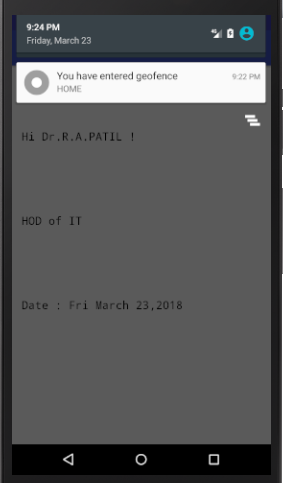 9:24 PM
Friday, March 23
You have entered geofence 9:22 PM
HOME
Hi Dr.R.A.PATIL !
HOD of IT
Date : Fri March 23,2018